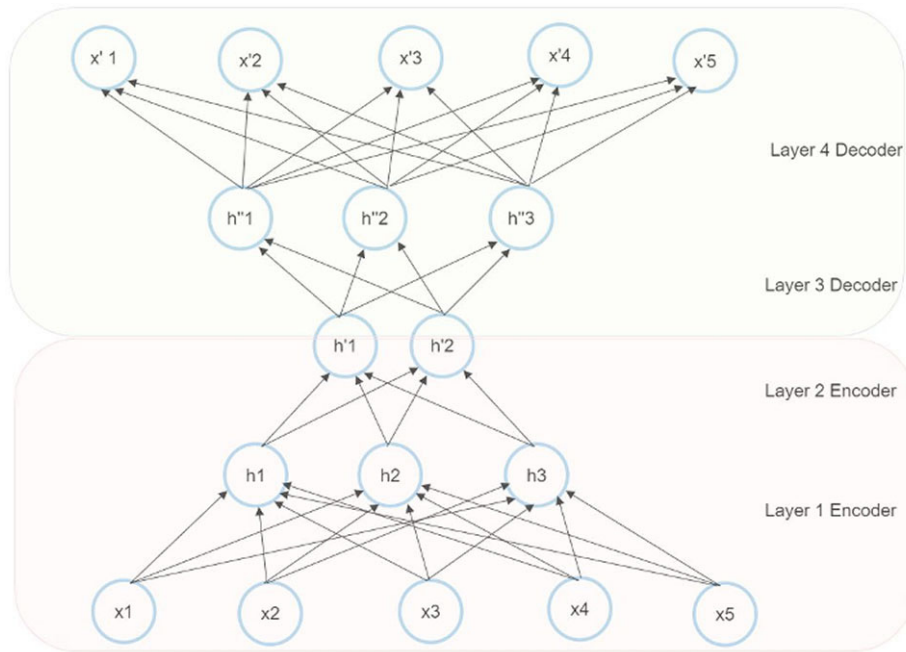 x' 1 x'2 x'3 x'4 x'5
Layer 4 Decoder
h"1 h"2 h"3
Layer 3 Decoder
h'1 h'2
Layer 2 Encoder
h1 h2 h3
Layer 1 Encoder
x1 x2 x3 x4 x5